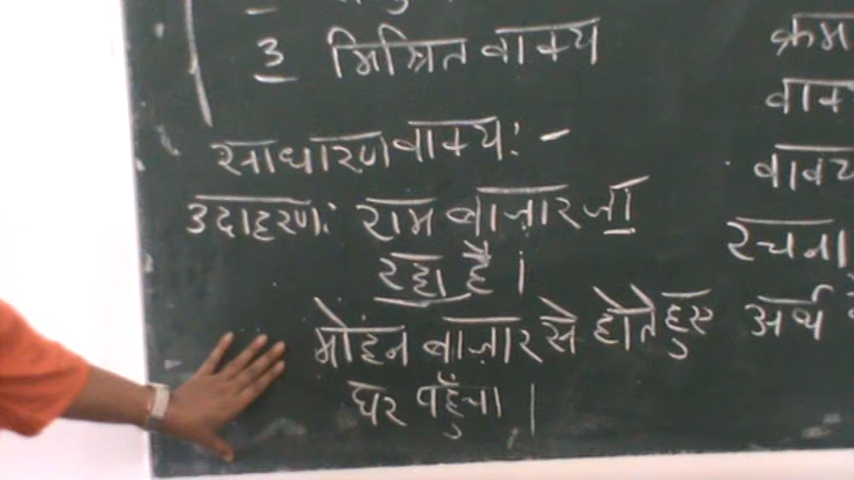 3 मिश्रित वाक्य
साधारण वाक्य : -
उदाहरण : राम बाज़ार जा
रहा है ।
मोहन बाज़ार से होते हुए
घर पहुँचा ।
क्रम
वाक्य
रचना
अर्थ